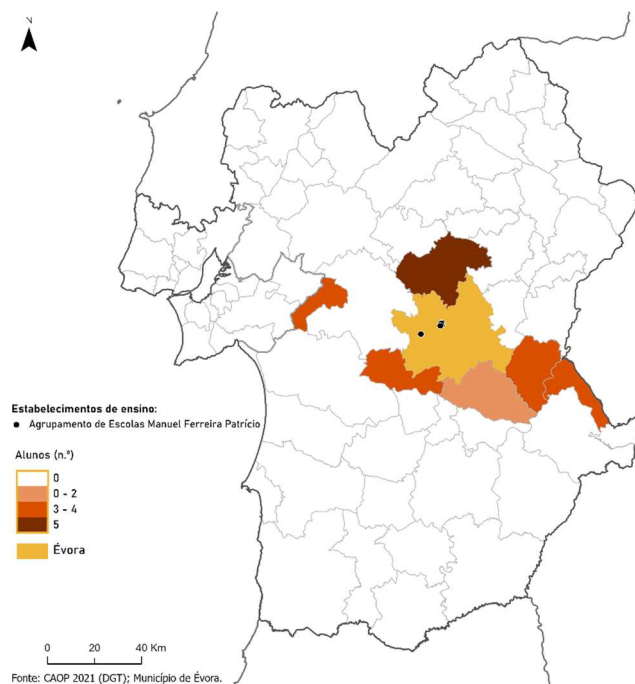 N
Estabelecimentos de ensino:
Agrupamento de Escolas Manuel Ferreira Patrício
Alunos (n.º)
0
0 - 2
3 - 4
5
Évora
0 20 40 Km
Fonte: CAOP 2021 (DGT); Município de Évora.